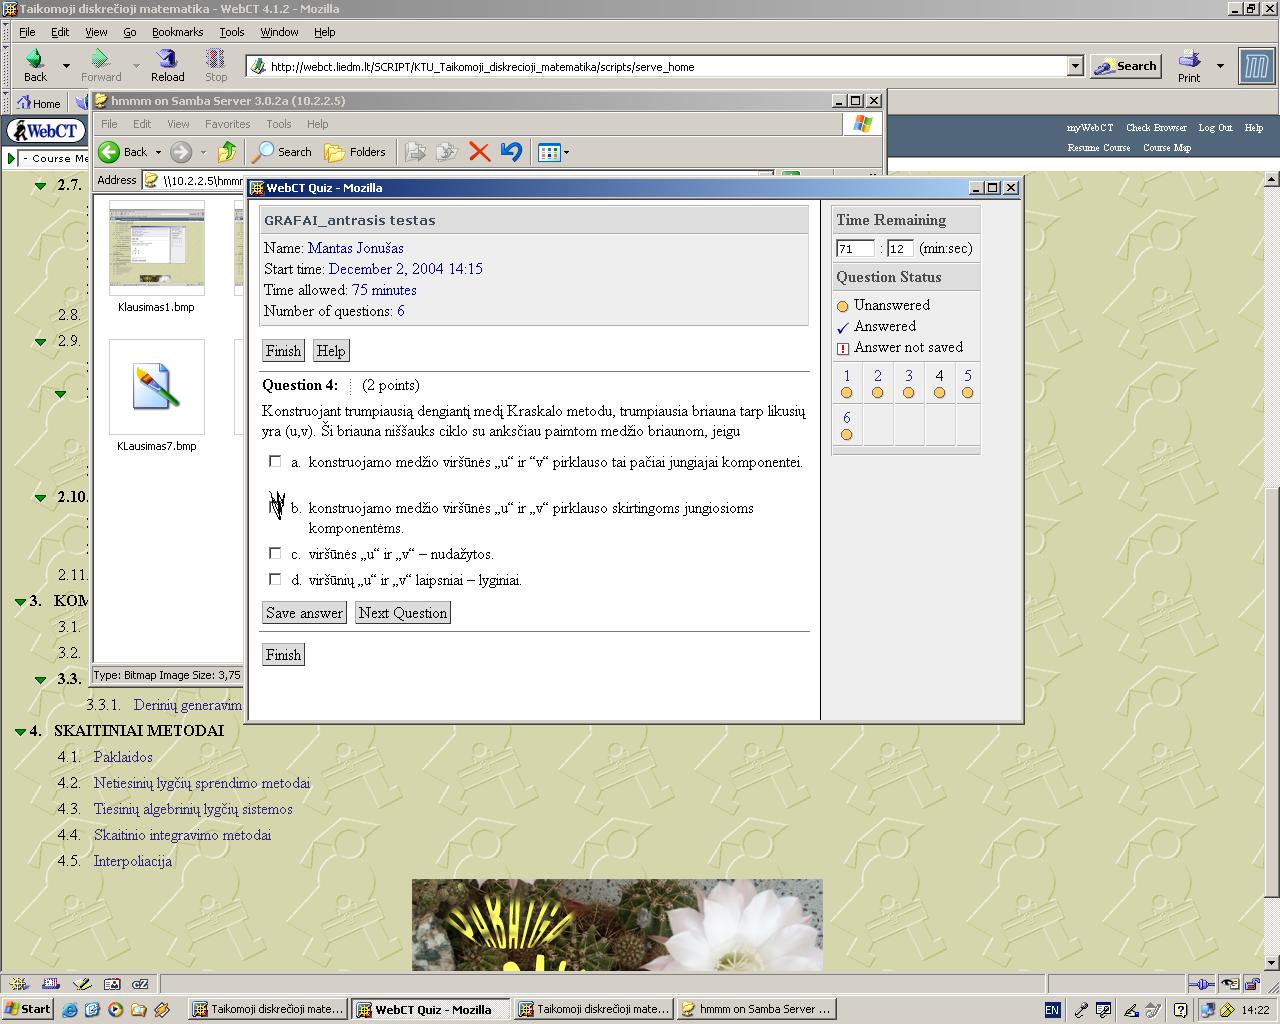 Taikomoji diskrečioji matematika - WebCT 4.1.2 - Mozilla
File Edit View Go Bookmarks Tools Window Help
Back Forward Reload Stop http://webct.liedm.lt/SCRIPT/KTU_Taikomoji_diskrecioji_matematika/scripts/serve_home Search Print
Home
hmmm on Samba Server 3.0.2a (10.2.2.5)
WebCT
myWebCT Check Browser Log Out Help
Resume Course Course Map
File Edit View Favorites Tools Help
Back Search Folders
- Course Me
Address \\10.2.2.5\hmmm
WebCT Quiz - Mozilla
GRAFAI_antrasis testas
Name: Mantas Jonušas
Start time: December 2, 2004 14:15
Time allowed: 75 minutes
Number of questions: 6
Finish Help
Question 4: (2 points)
Konstruojant trumpiausią dengiantį medį Kraskalo metodu, trumpiausia briauna tarp likusių
yra (u,v). Ši briauna niššauks ciklo su anksčiau paimtom medžio briaunom, jeigu
a. konstruojamo medžio viršūnės „u“ ir “v“ pirklauso tai pačiai jungiajai komponentei.
b. konstruojamo medžio viršūnės „u“ ir „v“ pirklauso skirtingoms jungiosioms
komponentėms.
c. viršūnės „u“ ir „v“ – nudažytos.
d. viršūnių „u“ ir „v“ laipsniai – lyginiai.
Save answer Next Question
Finish
Time Remaining
71 : 12 (min:sec)
Question Status
Unanswered
Answered
Answer not saved
1 2 3 4 5
6
Klausimas1.bmp
KLausimas7.bmp
Type: Bitmap Image Size: 3,75
2.7.
2.8.
2.9.
2.10.
2.11.
3. KOM
3.1.
3.2.
3.3.
3.3.1. Derinių generavim
4. SKAITINIAI METODAI
4.1. Paklaidos
4.2. Netiesinių lygčių sprendimo metodai
4.3. Tiesinių algebrinių lygčių sistemos
4.4. Skaitinio integravimo metodai
4.5. Interpoliacija
Start Taikomoji diskrečioji mate... WebCT Quiz - Mozilla Taikomoji diskrečioji mate... hmmm on Samba Server ... EN 14:22